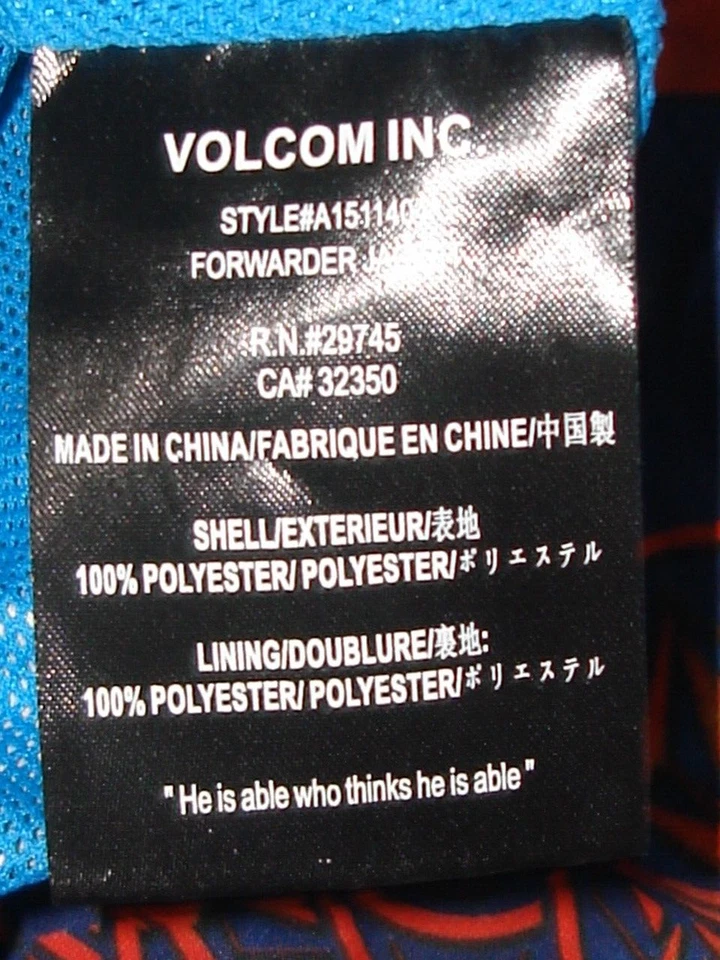 VOLCOM INC.
STYLE#A151140
FORWARDER
R.N.#29745
CA# 32350
MADE IN CHINA/FABRIQUE EN CHINE/中国製
SHELL/EXTERIEUR/表地
100% POLYESTER/ POLYESTER/ポリエステル
LINING/DOUBLURE/裏地:
100% POLYESTER/ POLYESTER/ポリエステル
" He is able who thinks he is able "